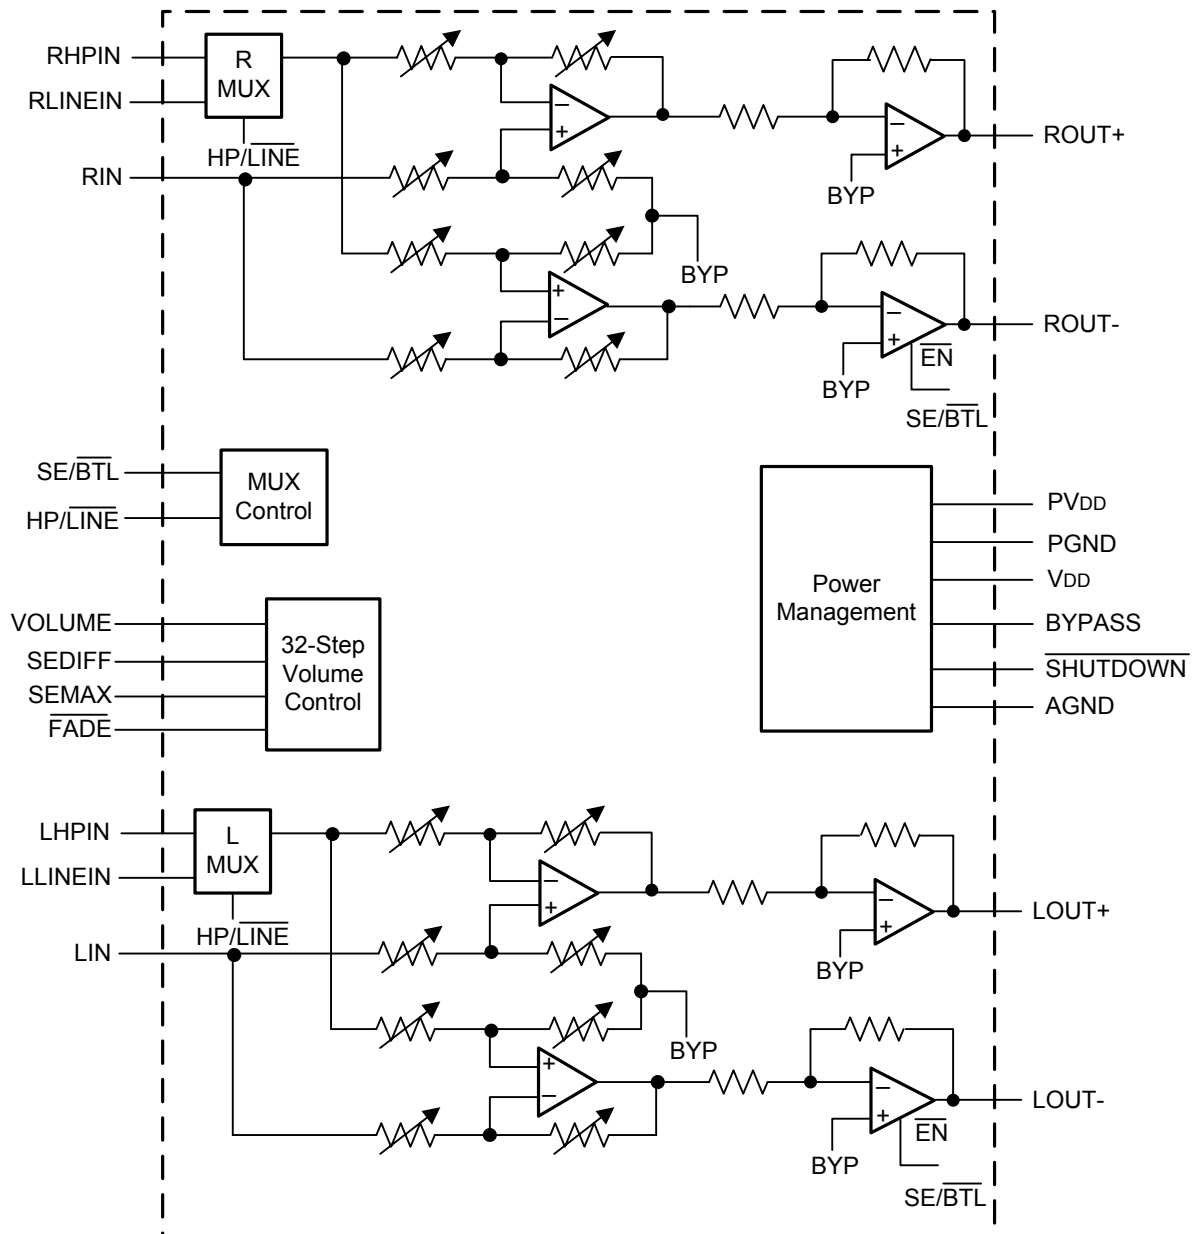 RHPIN
R
MUX
RLINEIN
HP/LINE
RIN
−
+
−
+
BYP
ROUT+
BYP
+
−
−
+
BYP
EN
SE/BTL
ROUT-
SE/BTL
HP/LINE
MUX
Control
VOLUME
SEDIFF
SEMAX
FADE
32-Step
Volume
Control
Power
Management
PVDD
PGND
VDD
BYPASS
SHUTDOWN
AGND
LHPIN
L
MUX
LLINEIN
HP/LINE
LIN
−
+
−
+
BYP
LOUT+
BYP
+
−
−
+
BYP
EN
SE/BTL
LOUT-